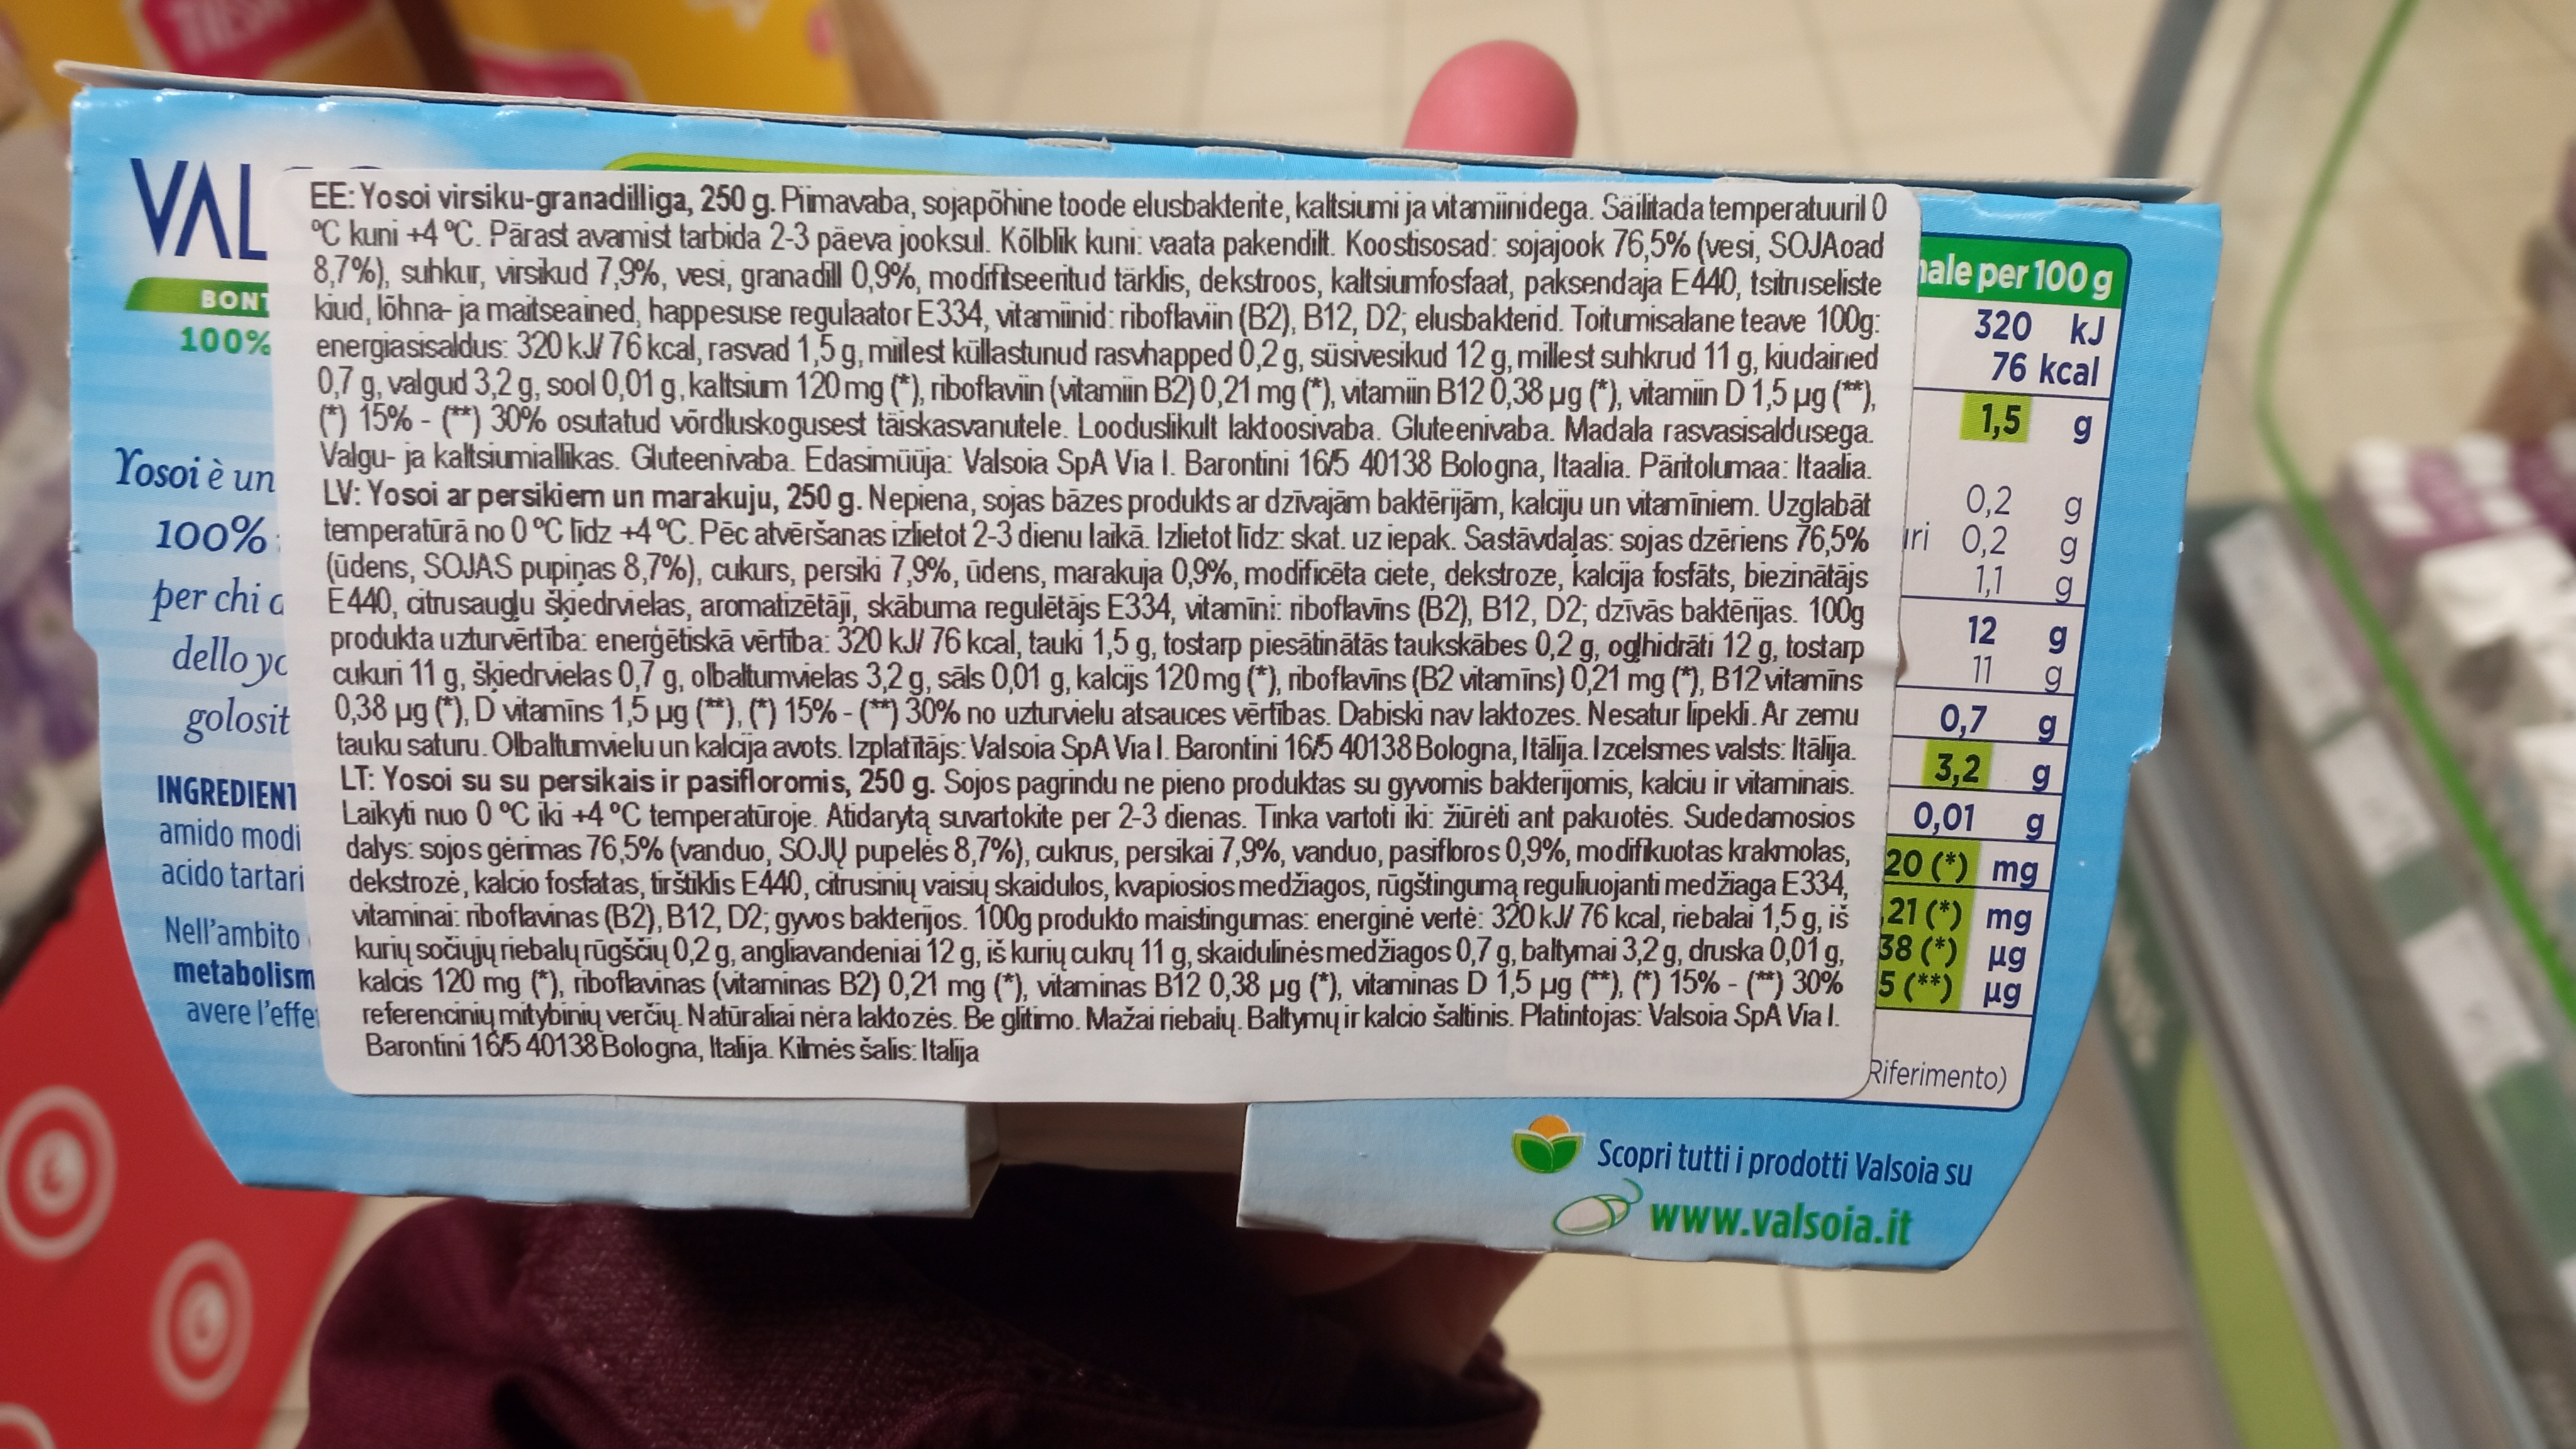 VAL
BONT
100%
Yosoi è un
100%
per chi
dello yo
golosit
INGREDIENT
amido modi
acido tartari
Nell'ambito
metabolism
avere l'effe
EE: Yosoi virsiku-granadilliga, 250 g. Piimavaba, sojapõhine toode elusbakterite, kaltsiumi ja vitamiinidega. Säilitada temperatuuril 0
°C kuni +4 °C. Pärast avamist tarbida 2-3 päeva jooksul. Kõlblik kuni: vaata pakendilt. Koostisosad: sojajook 76,5% (vesi, SOJAoad
8,7%), suhkur, virsikud 7,9%, vesi, granadill 0,9%, modifitseeritud tärklis, dekstroos, kaltsiumfosfaat, paksendaja E440, tsitruseliste
kiud, lõhna- ja maitseained, happesuse regulaator E334, vitamiinid: riboflaviin (B2), B12, D2; elusbakterid. Toitumisalane teave 100g:
energiasisaldus: 320 kJ/ 76 kcal, rasvad 1,5 g, millest küllastunud rasvhapped 0,2 g, süsivesikud 12 g, millest suhkrud 11 g, kiudained
0,7 g, valgud 3,2 g, sool 0,01 g, kaltsium 120 mg (*), riboflaviin (vitamiin B2) 0,21 mg (*), vitamiin B12 0,38 µg (*), vitamiin D 1,5 µg (**),
(*) 15% - (**) 30% osutatud võrdluskogusest täiskasvanutele. Looduslikult laktoosivaba. Gluteenivaba. Madala rasvasisaldusega.
Valgu- ja kaltsiumiallikas. Gluteenivaba. Edasimüüja: Valsoia SpA Via I. Barontini 16/5 40138 Bologna, Itaalia. Päritolumaa: Itaalia.
LV: Yosoi ar persikiem un marakuju, 250 g. Nepiena, sojas bāzes produkts ar dzīvajām baktērijām, kalciju un vitamīniem. Uzglabāt
temperatūrā no 0 °C līdz +4 °C. Pēc atvēršanas izlietot 2-3 dienu laikā. Izlietot līdz: skat. uz iepak. Sastāvdaļas: sojas dzēriens 76,5%
(ūdens, SOJAS pupiņas 8,7%), cukurs, persiki 7,9%, ūdens, marakuja 0,9%, modificēta ciete, dekstroze, kalcija fosfāts, biezinātājs
E440, citrusaugļu šķiedrvielas, aromatizētāji, skābuma regulētājs E334, vitamīni: riboflavīns (B2), B12, D2; dzīvās baktērijas. 100g
produkta uzturvērtība: enerģētiskā vērtība: 320 kJ/ 76 kcal, tauki 1,5 g, tostarp piesātinātās taukskābes 0,2 g, ogļhidrāti 12 g, tostarp
cukuri 11 g, šķiedrvielas 0,7 g, olbaltumvielas 3,2 g, sāls 0,01 g, kalcijs 120 mg (*), riboflavīns (B2 vitamīns) 0,21 mg (*), B12 vitamīns
0,38 µg (*), D vitamīns 1,5 µg (**), (*) 15% - (**) 30% no uzturvielu atsauces vērtības. Dabiski nav laktozes. Nesatur lipekli. Ar zemu
tauku saturu. Olbaltumvielu un kalcija avots. Izplatītājs: Valsoia SpA Via I. Barontini 16/5 40138 Bologna, Itālija. Izcelsmes valsts: Itālija.
LT: Yosoi su su persikais ir pasifloromis, 250 g. Sojos pagrindu ne pieno produktas su gyvomis bakterijomis, kalciu ir vitaminais.
Laikyti nuo 0 °C iki +4 °C temperatūroje. Atidarytą suvartokite per 2-3 dienas. Tinka vartoti iki: žiūrėti ant pakuotės. Sudedamosios
dalys: sojos gėrimas 76,5% (vanduo, SOJŲ pupelės 8,7%), cukrus, persikai 7,9%, vanduo, pasifloros 0,9%, modifikuotas krakmolas,
dekstrozė, kalcio fosfatas, tirštiklis E440, citrusinių vaisių skaidulos, kvapiosios medžiagos, rūgštingumą reguliuojanti medžiaga E334,
vitaminai: riboflavinas (B2), B12, D2; gyvos bakterijos. 100g produkto maistingumas: energinė vertė: 320 kJ/ 76 kcal, riebalai 1,5 g, iš
kurių sočiųjų riebalų rūgščių 0,2 g, angliavandeniai 12 g, iš kurių cukrų 11 g, skaidulinės medžiagos 0,7 g, baltymai 3,2 g, druska 0,01 g,
kalcis 120 mg (*), riboflavinas (vitaminas B2) 0,21 mg (*), vitaminas B12 0,38 µg (*), vitaminas D 1,5 µg (**), (*) 15% - (**) 30%
referencinių mitybinių verčių. Natūraliai nėra laktozės. Be glitimo. Mažai riebalų. Baltymų ir kalcio šaltinis. Platintojas: Valsoia SpA Via I.
Barontini 16/5 40138 Bologna, Italija. Kilmės šalis: Italija
nale per 100 g
320 kJ
76 kcal
1,5 g
0,2 g
uri 0,2 g
1,1 g
12 g
11 g
0,7 g
3,2 g
0,01 g
20 (*) mg
,21 (*) mg
38 (*) µg
5 (**) µg
Riferimento)
Scopri tutti i prodotti Valsoia su
www.valsoia.it